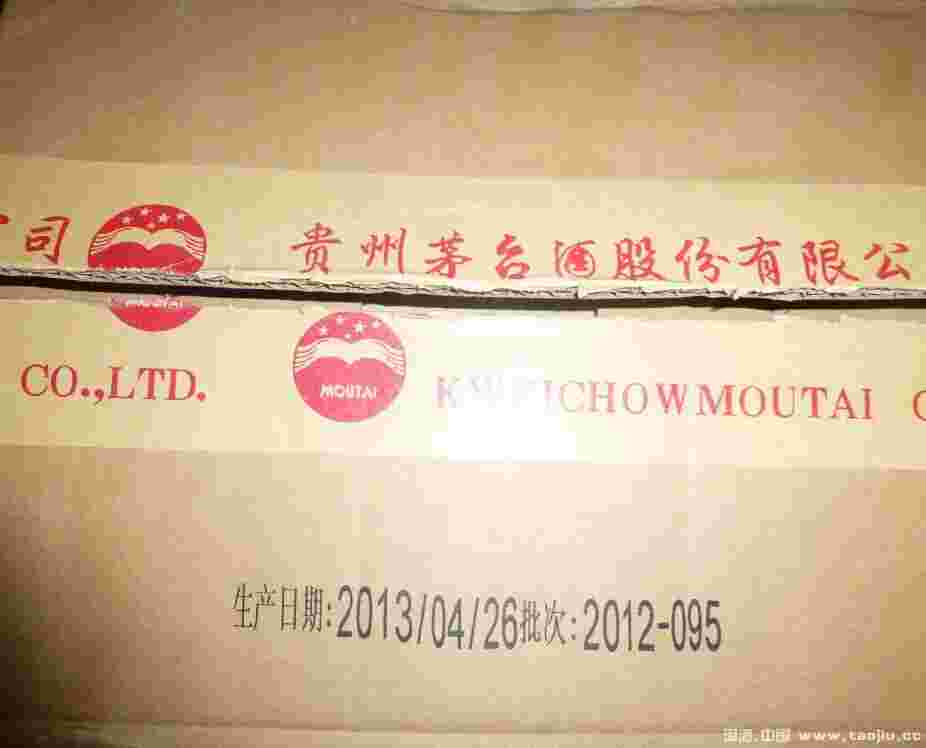 司
贵州茅台酒股份有限公
MOUTAI
CO.,LTD.
MOUTAI
KWEICHOW MOUTAI
生产日期:2013/04/26批次:2012-095
www.taojiu.cc